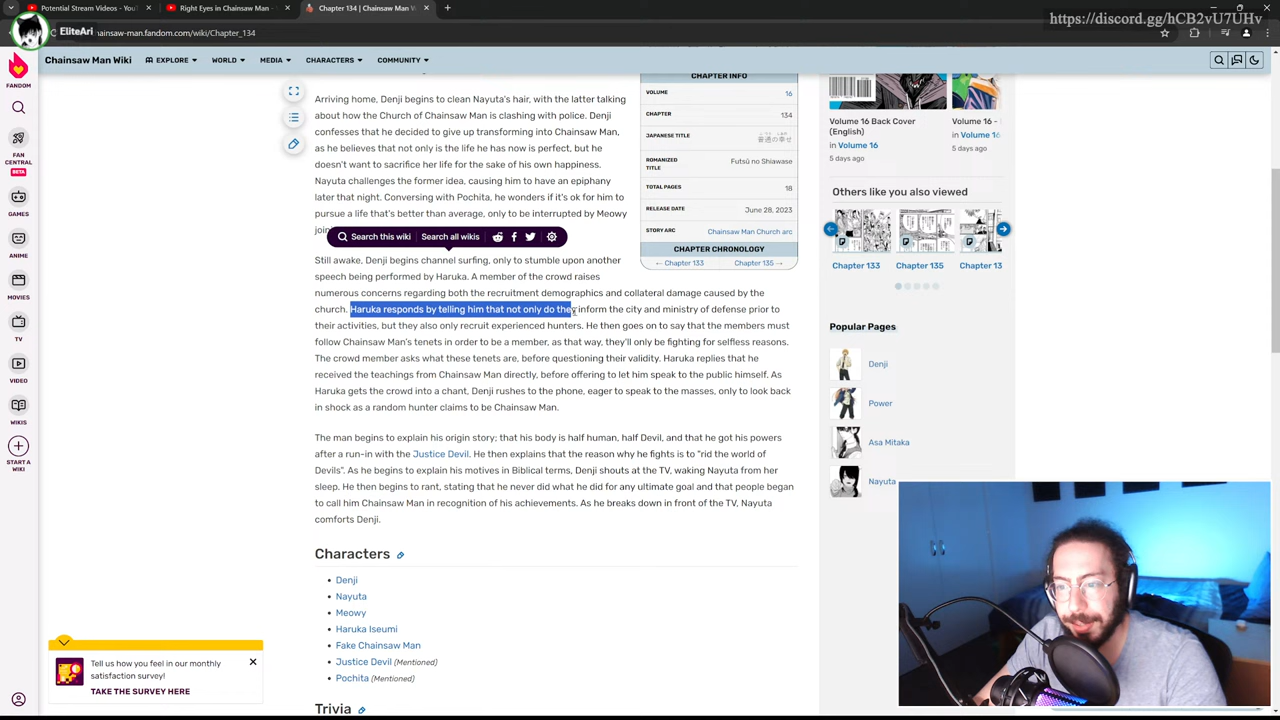 Potential Stream Videos - YouT
Right Eyes in Chainsaw Man -
Chapter 134 | Chainsaw Man W
https://discord.gg/hCB2vU7UHv
EliteAri
hainsaw-man.fandom.com/wiki/Chapter_134
Chainsaw Man Wiki
EXPLORE
WORLD
MEDIA
CHARACTERS
COMMUNITY
FANDOM
FAN CENTRAL
BETA
GAMES
ANIME
MOVIES
TV
VIDEO
WIKIS
START A WIKI
Arriving home, Denji begins to clean Nayuta's hair, with the latter talking
about how the Church of Chainsaw Man is clashing with police. Denji
confesses that he decided to give up transforming into Chainsaw Man,
as he believes that not only is the life he has now is perfect, but he
doesn't want to sacrifice her life for the sake of his own happiness.
Nayuta challenges the former idea, causing him to have an epiphany
later that night. Conversing with Pochita, he wonders if it's ok for him to
pursue a life that's better than average, only to be interrupted by Meowy
Search this wiki
Search all wikis
Still awake, Denji begins channel surfing, only to stumble upon another
speech being performed by Haruka. A member of the crowd raises
numerous concerns regarding both the recruitment demographics and collateral damage caused by the
church. Haruka responds by telling him that not only do the inform the city and ministry of defense prior to
their activities, but they also only recruit experienced hunters. He then goes on to say that the members must
follow Chainsaw Man's tenets in order to be a member, as that way, they'll only be fighting for selfless reasons.
The crowd member asks what these tenets are, before questioning their validity. Haruka replies that he
received the teachings from Chainsaw Man directly, before offering to let him speak to the public himself. As
Haruka gets the crowd into a chant, Denji rushes to the phone, eager to speak to the masses, only to look back
in shock as a random hunter claims to be Chainsaw Man.
The man begins to explain his origin story; that his body is half human, half Devil, and that he got his powers
after a run-in with the Justice Devil. He then explains that the reason why he fights is to "rid the world of
Devils". As he begins to explain his motives in Biblical terms, Denji shouts at the TV, waking Nayuta from her
sleep. He then begins to rant, stating that he never did what he did for any ultimate goal and that people began
to call him Chainsaw Man in recognition of his achievements. As he breaks down in front of the TV, Nayuta
comforts Denji.
Characters
• Denji
• Nayuta
• Meowy
• Haruka Iseumi
• Fake Chainsaw Man
• Justice Devil (Mentioned)
• Pochita (Mentioned)
Trivia
CHAPTER INFO
VOLUME 16
CHAPTER 134
JAPANESE TITLE 普通の幸せ
ROMANIZED TITLE Futsū no Shiawase
TOTAL PAGES 18
RELEASE DATE June 28, 2023
STORY ARC Chainsaw Man Church arc
CHAPTER CHRONOLOGY
← Chapter 133 Chapter 135 →
Volume 16 Back Cover (English)
in Volume 16
5 days ago
Volume 16 -
in Volume 1
5 days ago
Others like you also viewed
Chapter 133
Chapter 135
Chapter 13
Popular Pages
Denji
Power
Asa Mitaka
Nayuta
Tell us how you feel in our monthly
satisfaction survey!
TAKE THE SURVEY HERE